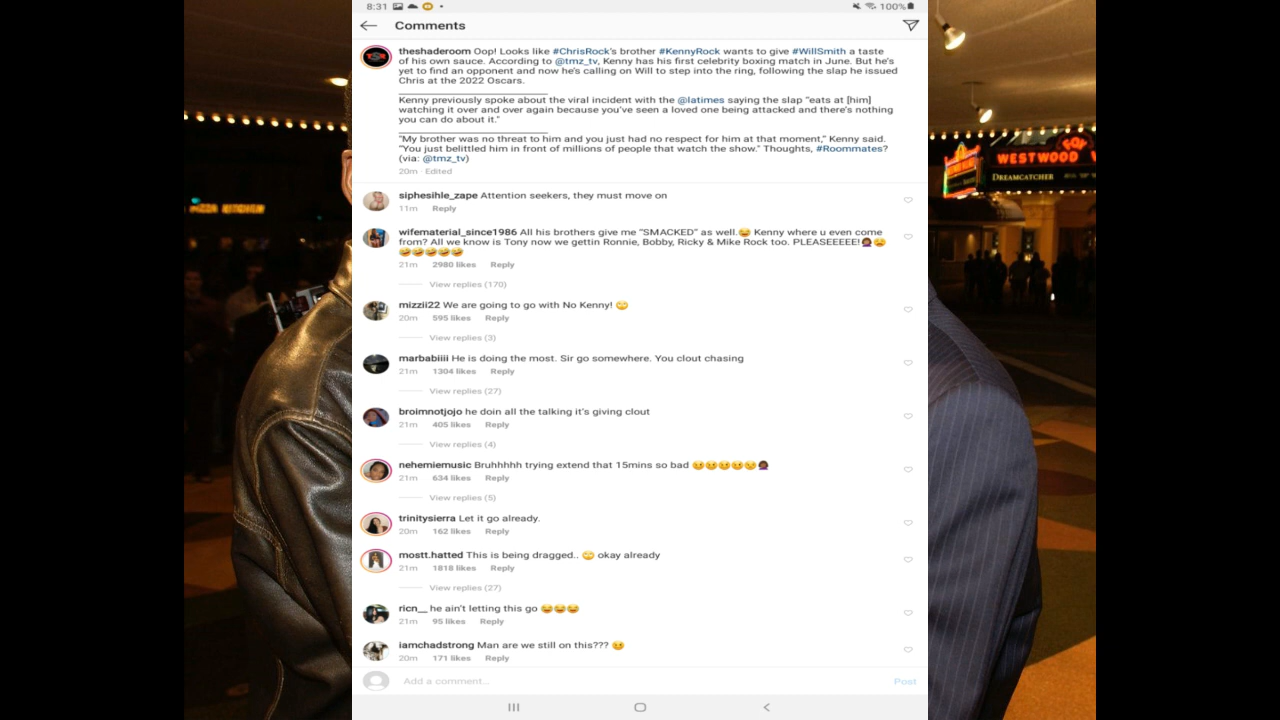 8:31
100%
Comments
theshaderoom Oop! Looks like #ChrisRock's brother #KennyRock wants to give #WillSmith a taste
of his own sauce. According to @tmz_tv, Kenny has his first celebrity boxing match in June. But he's
yet to find an opponent and now he's calling on Will to step into the ring, following the slap he issued
Chris at the 2022 Oscars.
Kenny previously spoke about the viral incident with the @latimes saying the slap "eats at [him]
watching it over and over again because you've seen a loved one being attacked and there's nothing
you can do about it."
"My brother was no threat to him and you just had no respect for him at that moment," Kenny said.
"You just belittled him in front of millions of people that watch the show." Thoughts, #Roommates?
(via: @tmz_tv)
20m · Edited
siphesihle_zape Attention seekers, they must move on
11m Reply
wifematerial_since1986 All his brothers give me "SMACKED" as well.😂 Kenny where u even come
from? All we know is Tony now we gettin Ronnie, Bobby, Ricky & Mike Rock too. PLEASEEEEE!🤦🏾‍♀️😩
🤣🤣🤣🤣🤣
21m 2980 likes Reply
View replies (170)
mizzii22 We are going to go with No Kenny! 🙄
20m 595 likes Reply
View replies (3)
marbabiiii He is doing the most. Sir go somewhere. You clout chasing
21m 1304 likes Reply
View replies (27)
broimnotjojo he doin all the talking it's giving clout
21m 405 likes Reply
View replies (4)
nehemiemusic Bruhhhhh trying extend that 15mins so bad 🤒🤒🤒🤒😒🤦🏾‍♀️
21m 634 likes Reply
View replies (5)
trinitysierra Let it go already.
20m 162 likes Reply
mostt.hatted This is being dragged.. 🙄 okay already
21m 1818 likes Reply
View replies (27)
ricn__ he ain't letting this go 😂😂😂
21m 95 likes Reply
iamchadstrong Man are we still on this??? 🤒
20m 171 likes Reply
Add a comment...
Post
FOX
WESTWOOD V
DREAMCATCHER